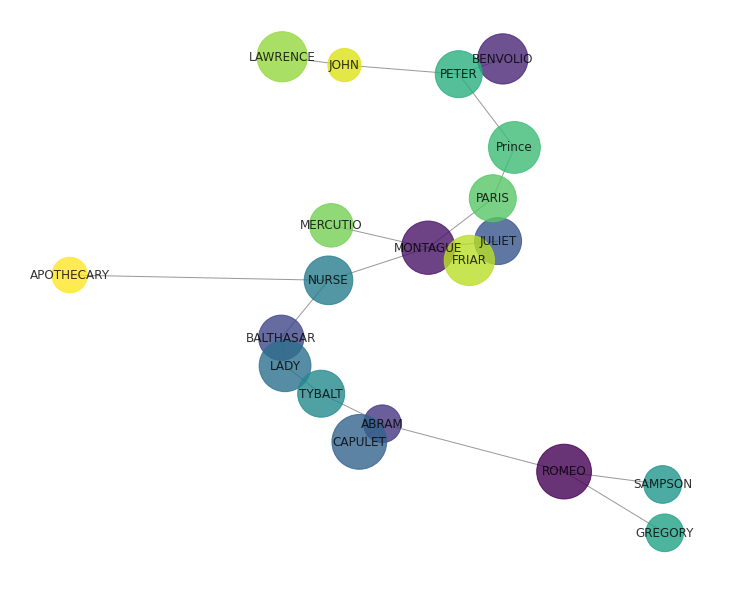 LAWRENCE
JOHN
PETER
BENVOLIO
Prince
PARIS
MERCUTIO
MONTAGUE
JULIET
FRIAR
APOTHECARY
NURSE
BALTHASAR
LADY
TYBALT
ABRAM
CAPULET
ROMEO
SAMPSON
GREGORY